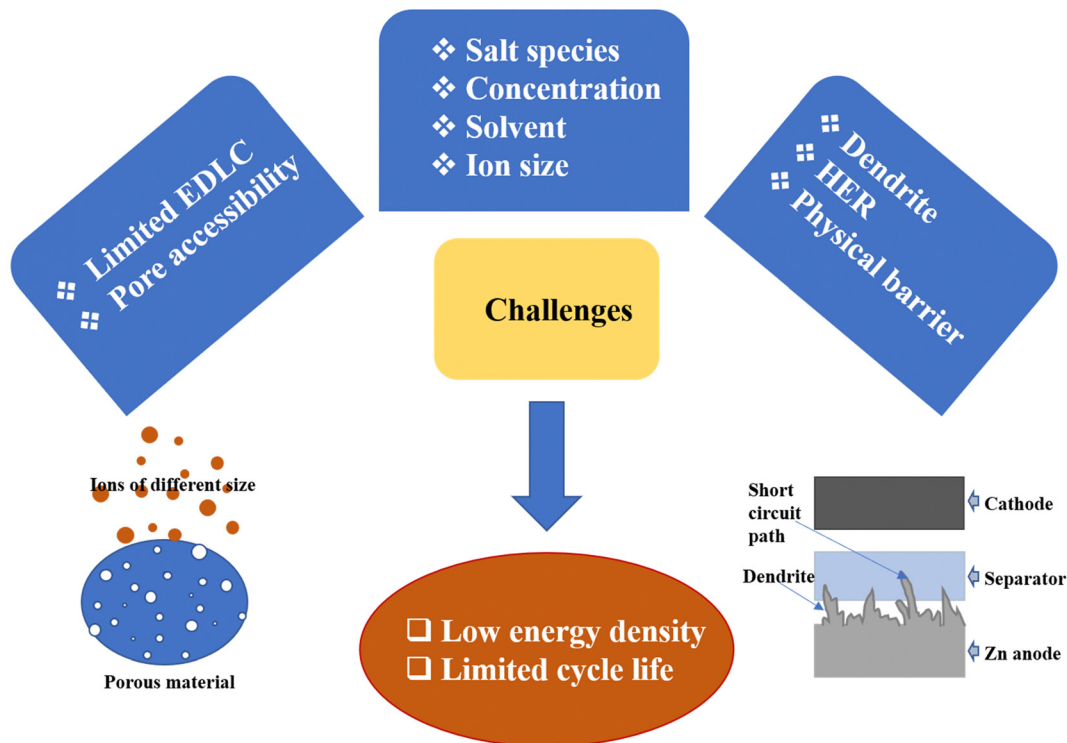 Salt species
Concentration
Solvent
Ion size
Limited EDLC
Pore accessibility
Dendrite
HER
Physical barrier
Challenges
Ions of different size
Porous material
Low energy density
Limited cycle life
Short
circuit
path
Dendrite
Cathode
Separator
Zn anode